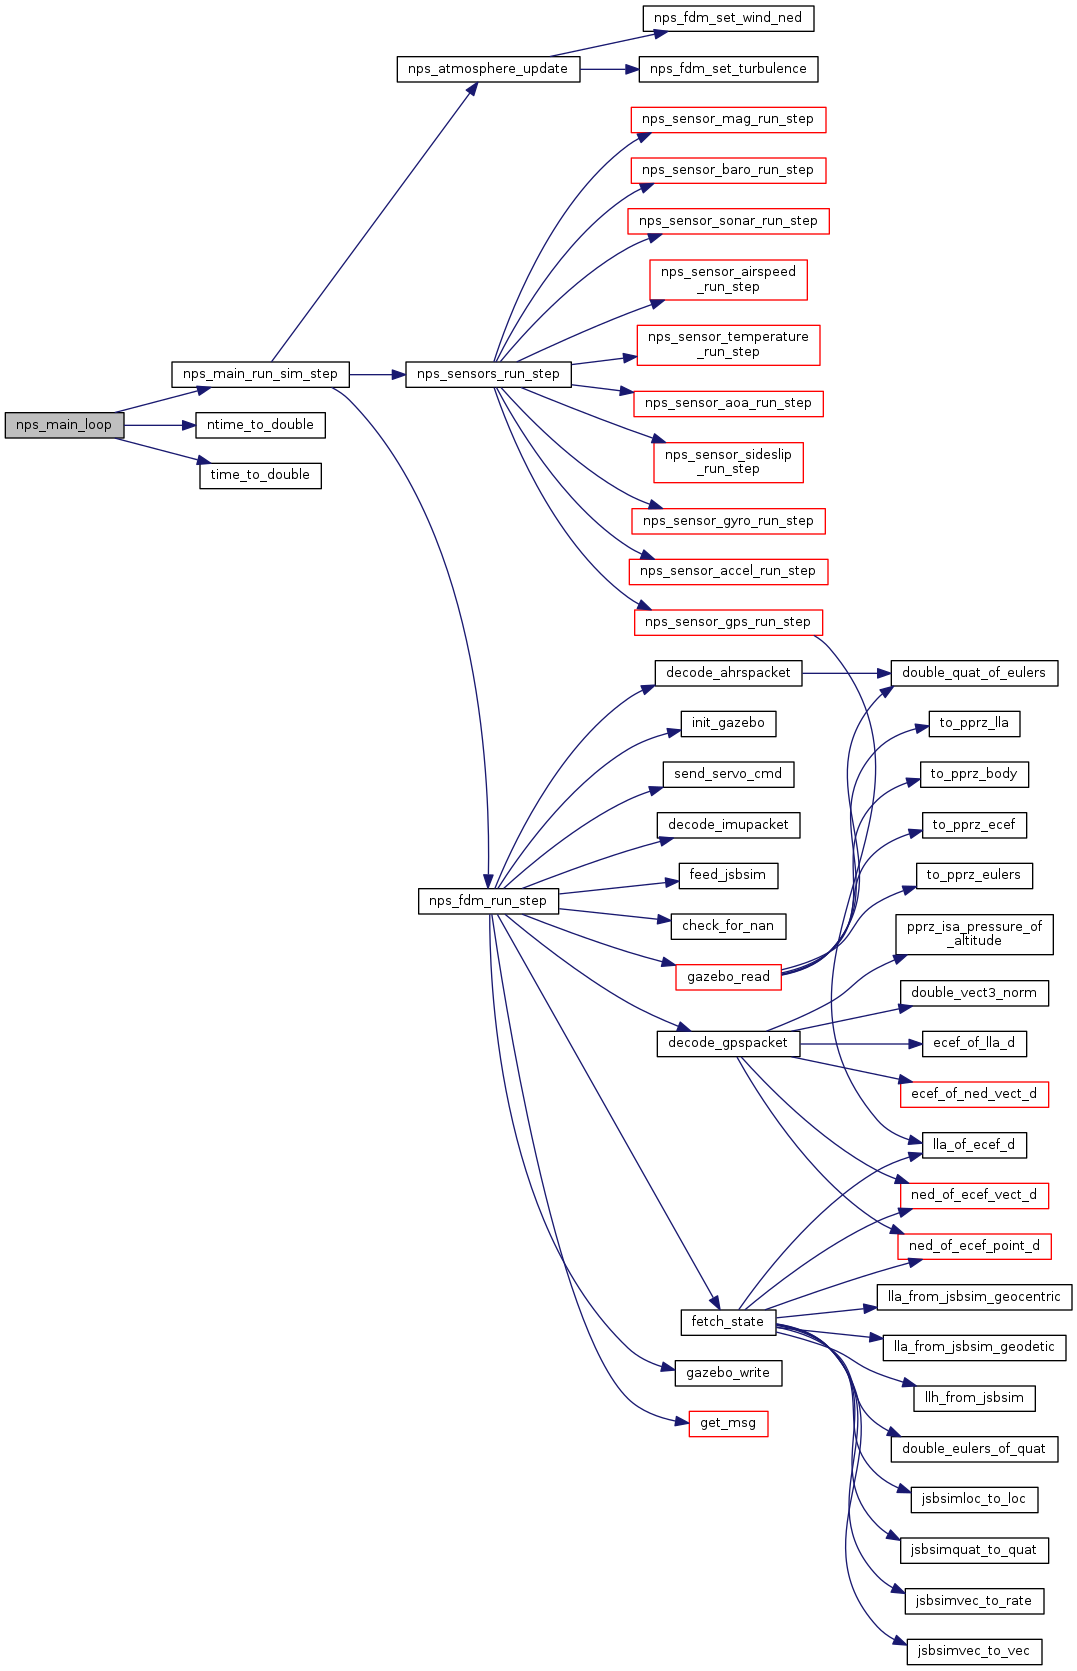 nps_fdm_set_wind_ned
nps_atmosphere_update
nps_fdm_set_turbulence
nps_sensor_mag_run_step
nps_sensor_baro_run_step
nps_sensor_sonar_run_step
nps_sensor_airspeed
_run_step
nps_sensor_temperature
_run_step
nps_main_run_sim_step
nps_sensors_run_step
nps_sensor_aoa_run_step
nps_main_loop
ntime_to_double
time_to_double
nps_sensor_sideslip
_run_step
nps_sensor_gyro_run_step
nps_sensor_accel_run_step
nps_sensor_gps_run_step
decode_ahrspacket
double_quat_of_eulers
init_gazebo
to_pprz_lla
send_servo_cmd
to_pprz_body
decode_imupacket
to_pprz_ecef
feed_jsbsim
to_pprz_eulers
nps_fdm_run_step
check_for_nan
pprz_isa_pressure_of
_altitude
gazebo_read
double_vect3_norm
decode_gpspacket
ecef_of_lla_d
ecef_of_ned_vect_d
lla_of_ecef_d
ned_of_ecef_vect_d
ned_of_ecef_point_d
lla_from_jsbsim_geocentric
fetch_state
lla_from_jsbsim_geodetic
gazebo_write
llh_from_jsbsim
get_msg
double_eulers_of_quat
jsbsimloc_to_loc
jsbsimquat_to_quat
jsbsimvec_to_rate
jsbsimvec_to_vec